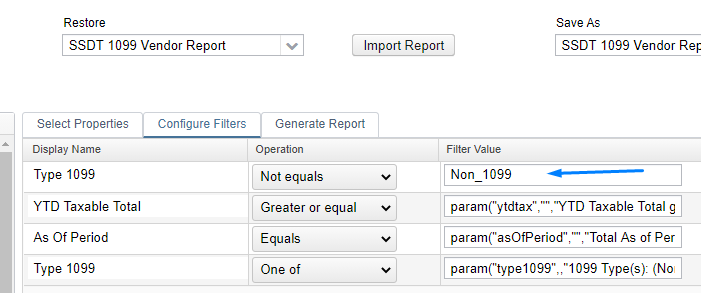 Restore
Save As
SSDT 1099 Vendor Report
Import Report
SSDT 1099 Vendor Rep
Select Properties
Configure Filters
Generate Report
Display Name
Operation
Filter Value
Type 1099
Not equals
Non_1099
YTD Taxable Total
Greater or equal
param("ytdtax","","YTD Taxable Total g
As Of Period
Equals
param("asOfPeriod","","Total As of Per
Type 1099
One of
param("type1099",,"1099 Type(s): (No